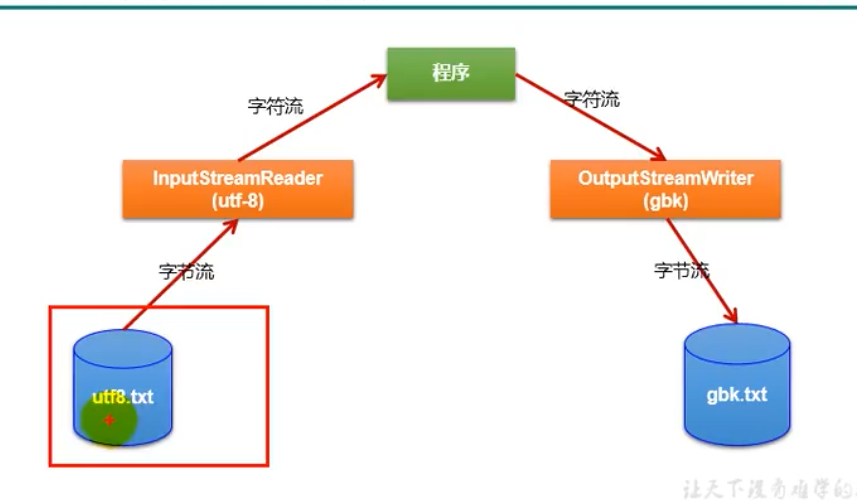 程序
字符流
字符流
InputStreamReader
(utf-8)
OutputStreamWriter
(gbk)
字节流
字节流
utf8.txt
gbk.txt
让天下没有难学的